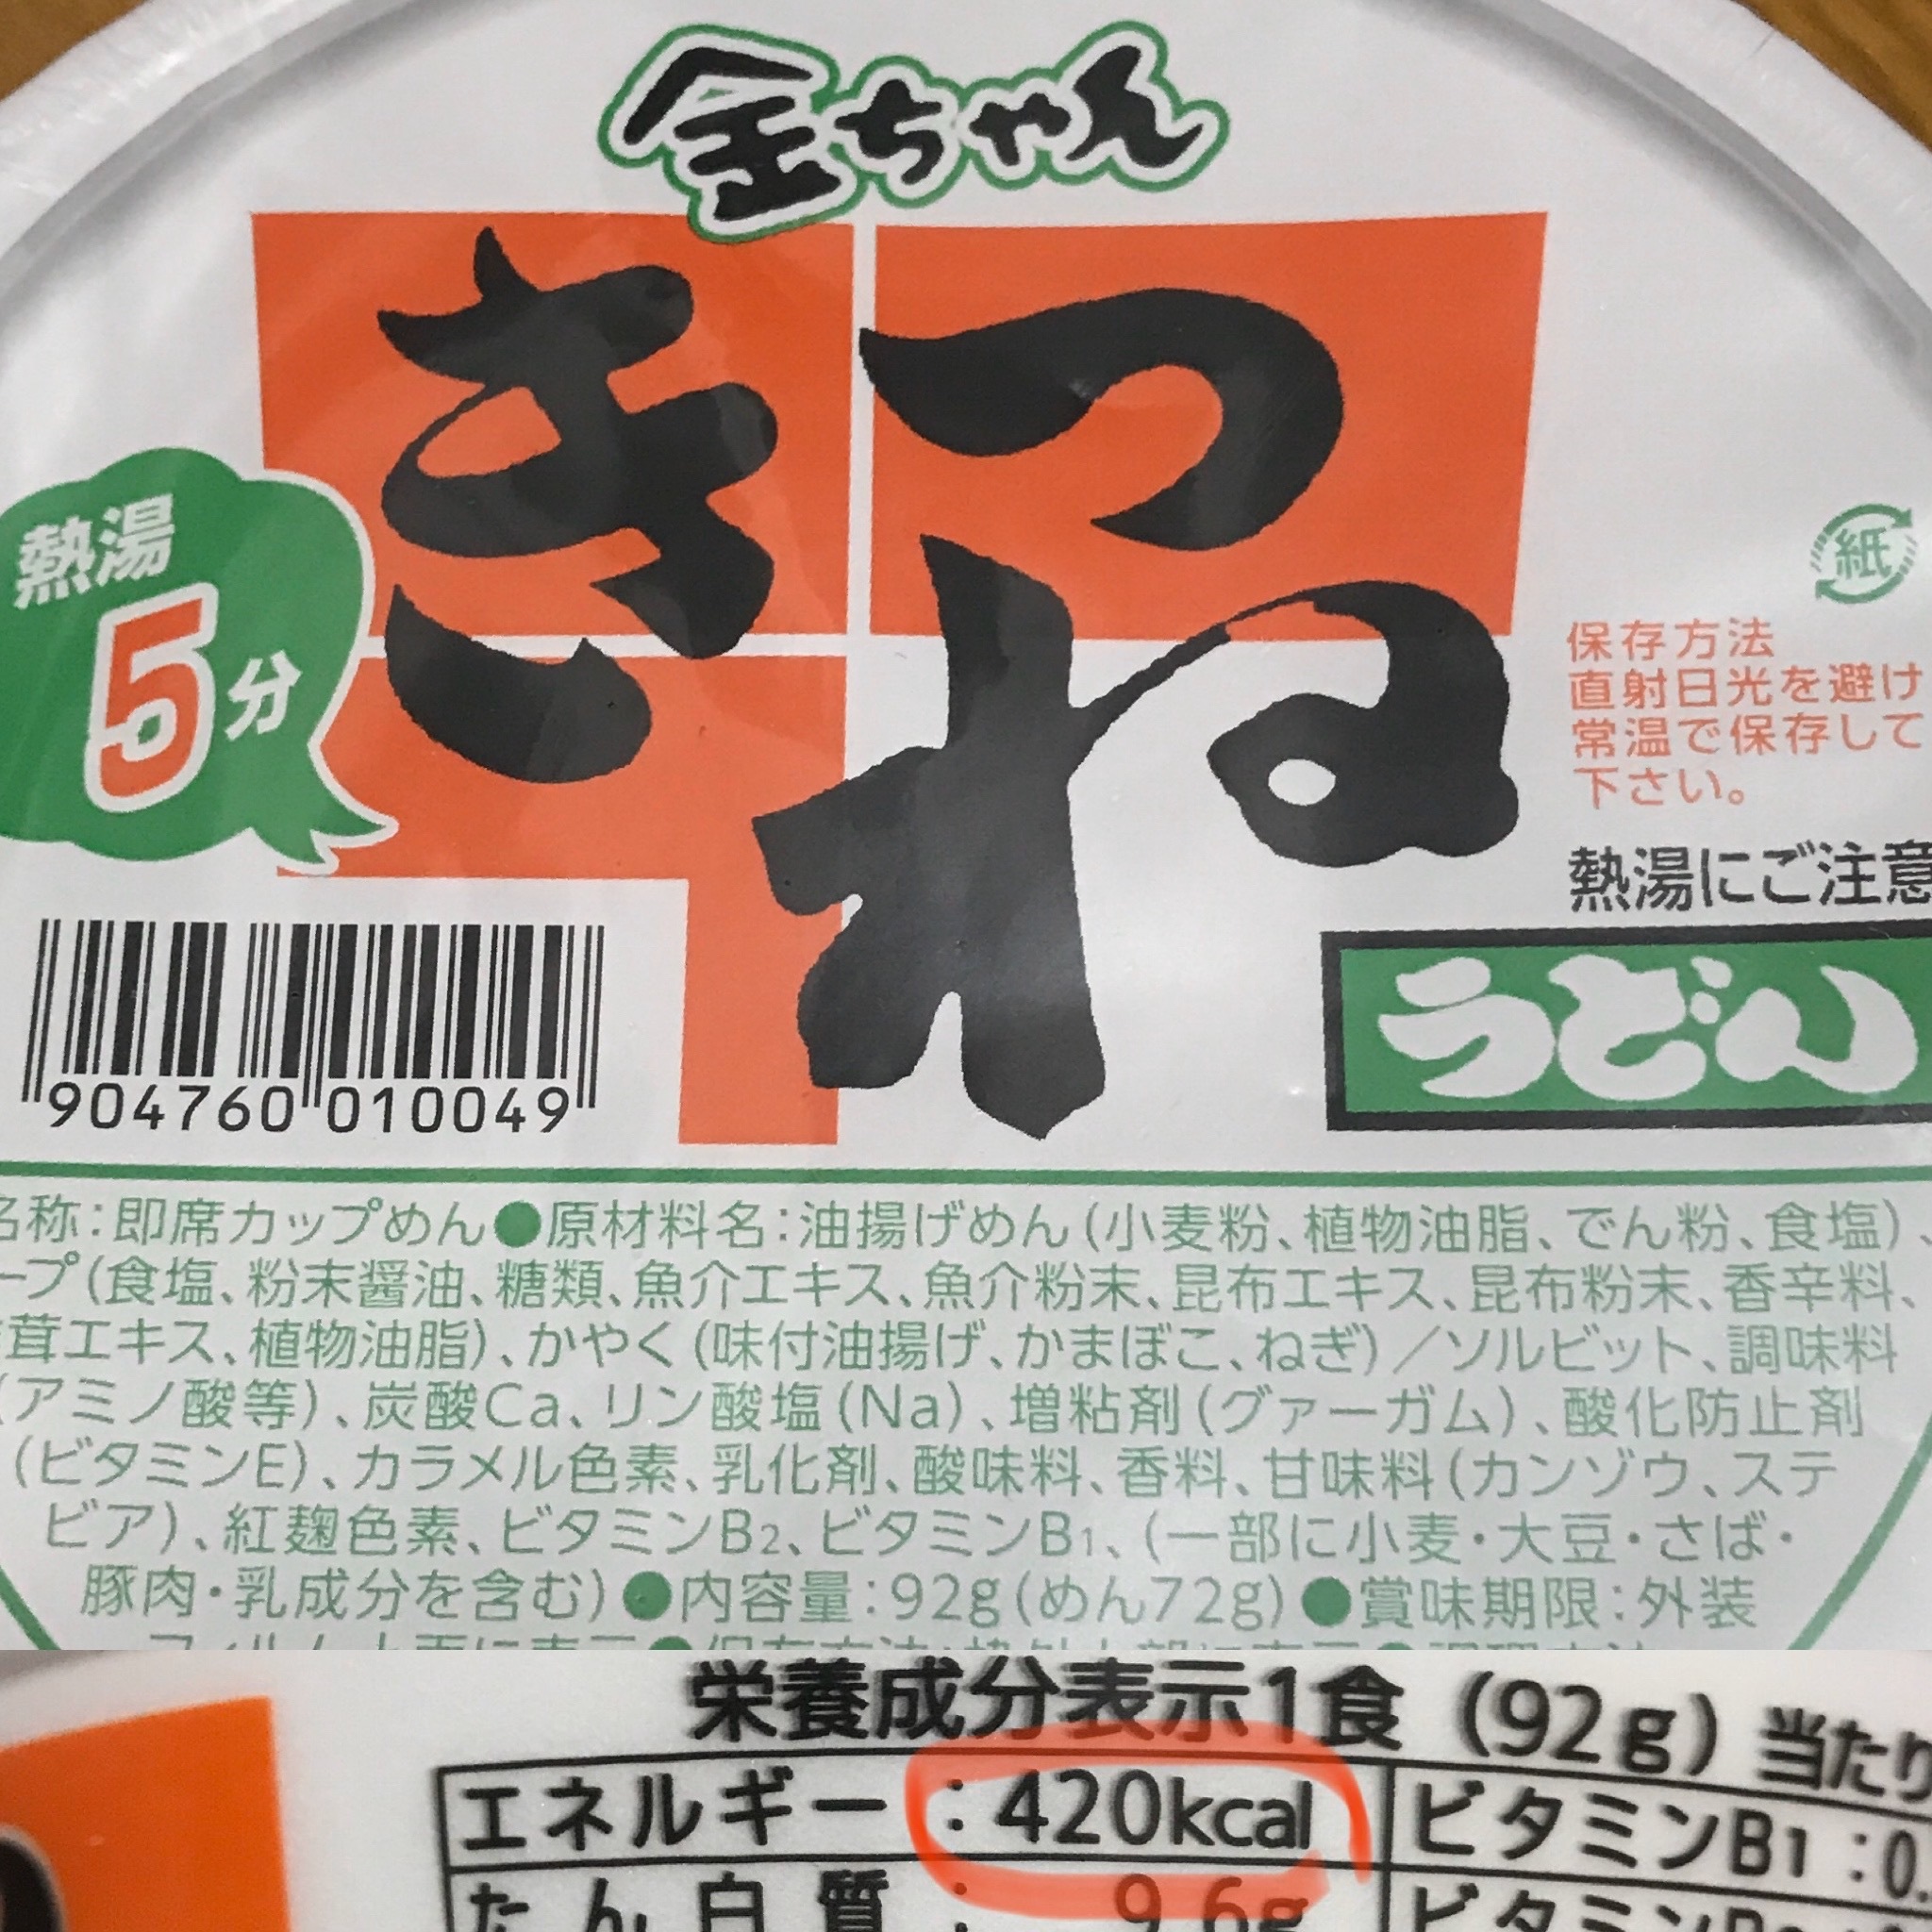 金ちゃん
きつね
熱湯
5分
紙
保存方法
直射日光を避け
常温で保存して
下さい。
熱湯にご注意
うどん
904760 010049
名称:即席カップめん●原材料名:油揚げめん(小麦粉、植物油脂、でん粉、食塩)、
ープ(食塩、粉末醤油、糖類、魚介エキス、魚介粉末、昆布エキス、昆布粉末、香辛料、
茸エキス、植物油脂)、かやく(味付油揚げ、かまぼこ、ねぎ)/ソルビット、調味料
(アミノ酸等)、炭酸Ca、リン酸塩(Na)、増粘剤(グァーガム)、酸化防止剤
(ビタミンE)、カラメル色素、乳化剤、酸味料、香料、甘味料(カンゾウ、ステ
ビア)、紅麹色素、ビタミンB2、ビタミンB1、(一部に小麦・大豆・さば・
豚肉・乳成分を含む)●内容量:92g(めん72g)●賞味期限:外装
栄養成分表示1食(92g)当たり
エネルギー:420kcal ビタミンB1:0.
たん白質: 9.6g